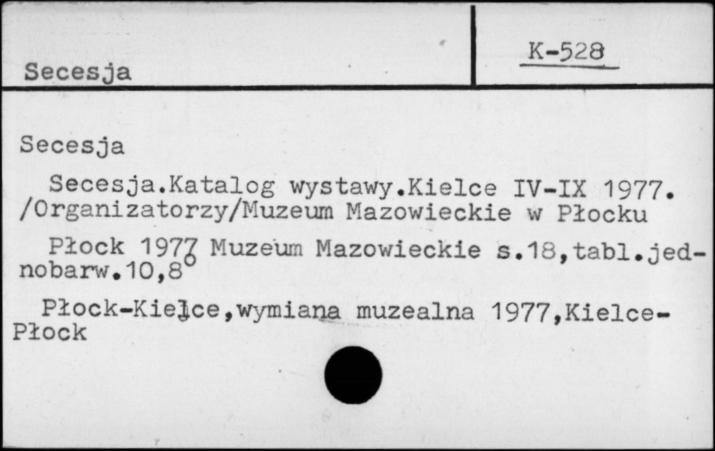 Secesja
K-528
Secesja
Secesja.Katalog wystawy.Kielce IV-IX 1977.
/Organizatorzy/Muzeum Mazowieckie w Płocku
Płock 1977 Muzeum Mazowieckie s.18,tabl.jed-
nobarw.10,8°
Płock-Kielce,wymiana muzealna 1977,Kielce-
Płock